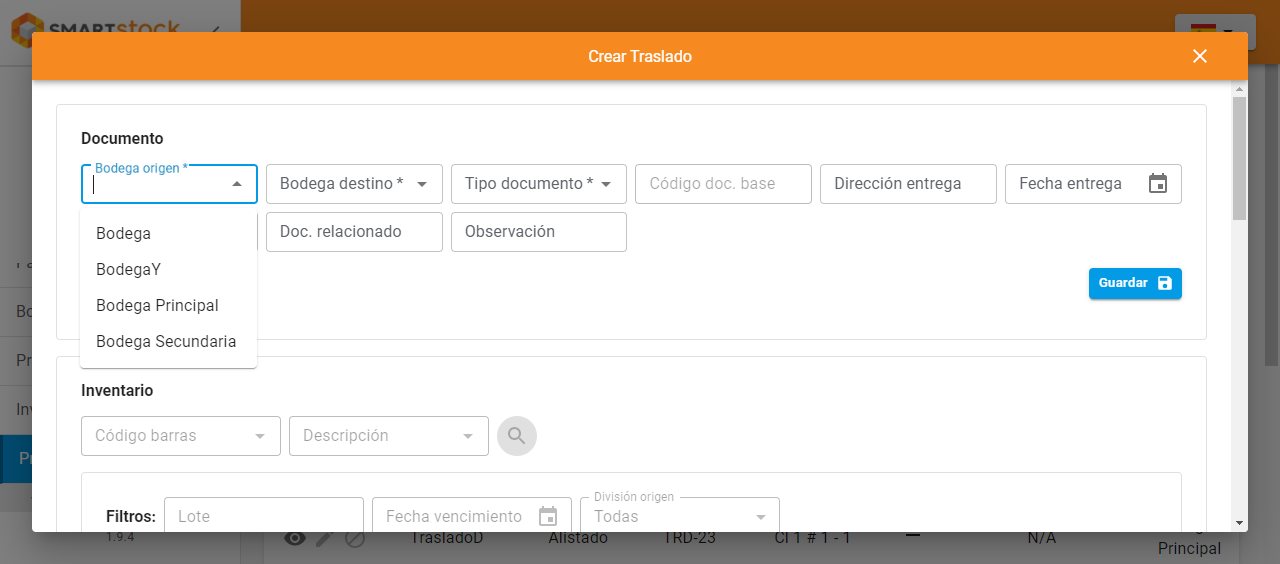 SMARTstock
Crear Traslado
Documento
Bodega origen *
Bodega destino *
Tipo documento *
Código doc. base
Dirección entrega
Fecha entrega
Doc. relacionado
Observación
Bodega
BodegaY
Bodega Principal
Bodega Secundaria
Guardar
Inventario
Código barras
Descripción
Filtros:
Lote
Fecha vencimiento
División origen
Todas
1.9.4
TrasladoD
Alistado
TRD-23
Cl 1 # 1 - 1
N/A
Principal